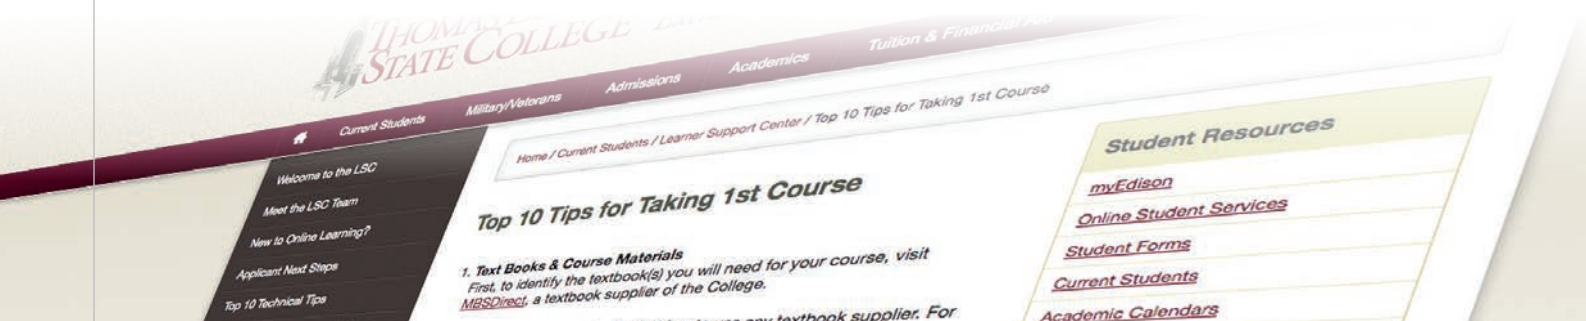 THOMAS
STATE COLLEGE
Current Students
Military/Veterans
Admissions
Academics
Tuition & Financial Aid
Home / Current Students / Learner Support Center / Top 10 Tips for Taking 1st Course
Welcome to the LSC
Meet the LSC Team
New to Online Learning?
Applicant Next Steps
Top 10 Technical Tips
Top 10 Tips for Taking 1st Course
1. Text Books & Course Materials
First, to identify the textbook(s) you will need for your course, visit
MBSDirect, a textbook supplier of the College.
any textbook supplier. For
Student Resources
myEdison
Online Student Services
Student Forms
Current Students
Academic Calendars